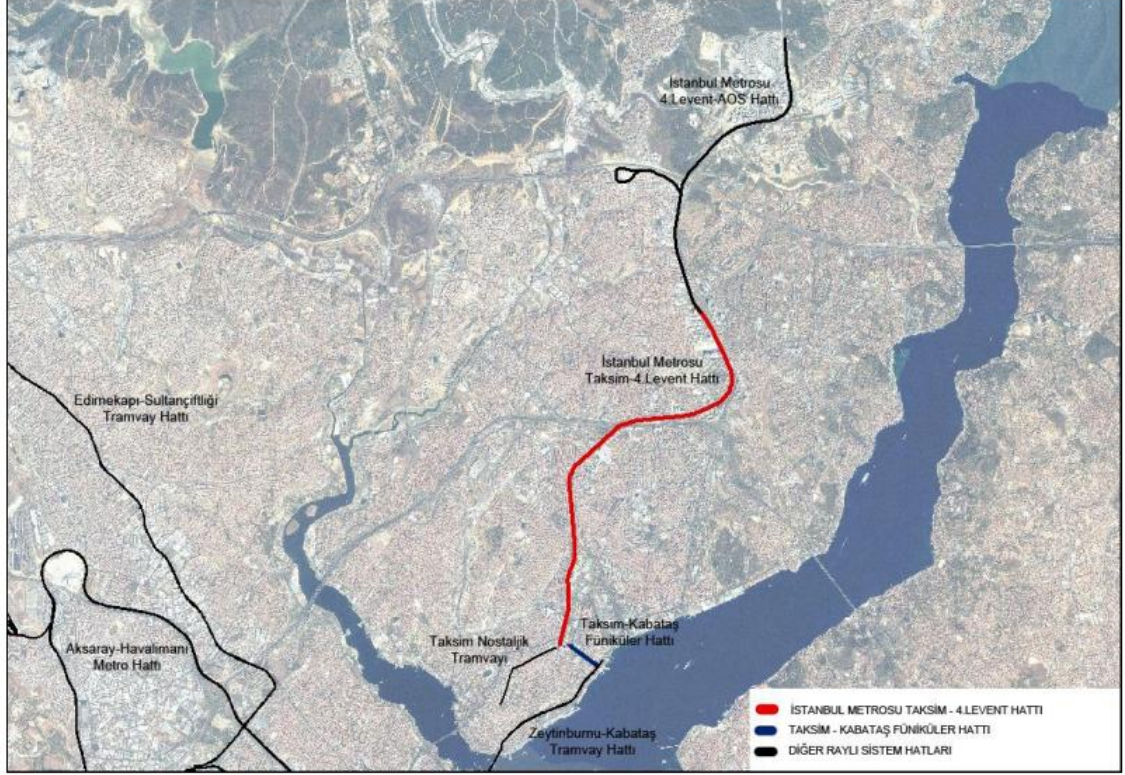 İstanbul Metrosu
4.Levent-AOS Hattı
İstanbul Metrosu
Taksim-4.Levent Hattı
Edirnekapı-Sultançiftliği
Tramvay Hattı
Taksim-Kabataş
Füniküler Hattı
Taksim Nostaljik
Tramvayı
Aksaray-Havalimanı
Metro Hattı
Zeytinburnu-Kabataş
Tramvay Hattı
İSTANBUL METROSU TAKSİM - 4.LEVENT HATTI
TAKSİM - KABATAŞ FÜNİKÜLER HATTI
DİĞER RAYLI SİSTEM HATLARI